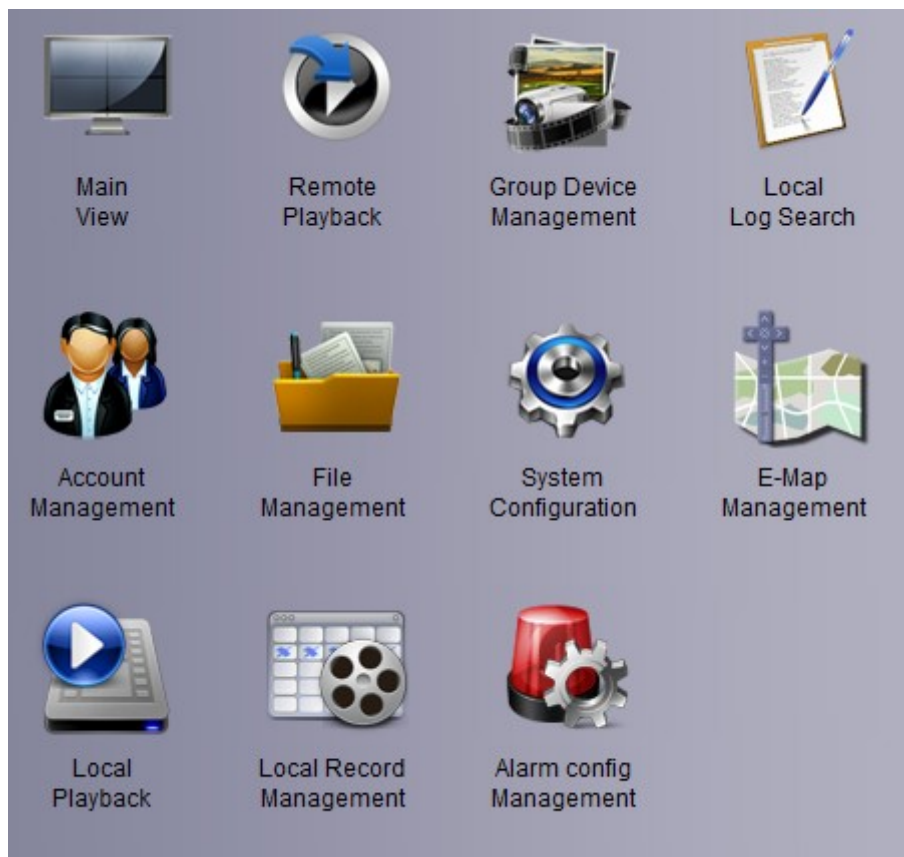 Main
View
Remote
Playback
Group Device
Management
Local
Log Search
Account
Management
File
Management
System
Configuration
E-Map
Management
Local
Playback
Local Record
Management
Alarm config
Management